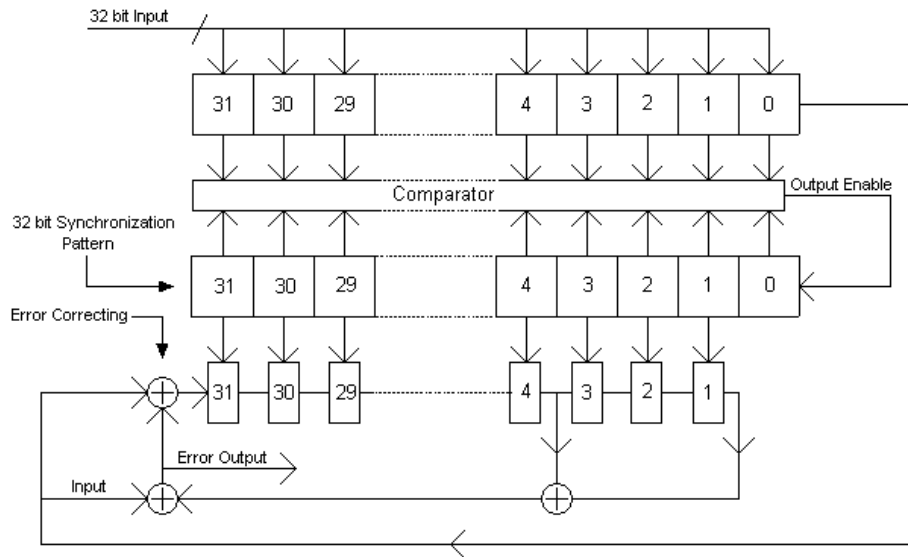 32 bit Input
31 30 29 4 3 2 1 0
Comparator
Output Enable
32 bit Synchronization
Pattern
31 30 29 4 3 2 1 0
Error Correcting
31 30 29 4 3 2 1
Error Output
Input